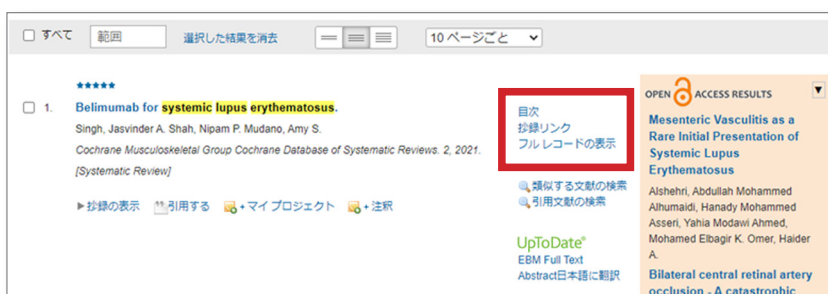 すべて 範囲 選択した結果を消去 10 ページごと
★★★★★
1. Belimumab for systemic lupus erythematosus.
Singh, Jasvinder A. Shah, Nipam P. Mudano, Amy S.
Cochrane Musculoskeletal Group Cochrane Database of Systematic Reviews. 2, 2021.
[Systematic Review]
▶抄録の表示 引用する +マイ プロジェクト +注釈
目次
抄録リンク
フル レコードの表示
類似する文献の検索
引用文献の検索
UpToDate®
EBM Full Text
Abstract日本語に翻訳
OPEN ACCESS RESULTS ▼
Mesenteric Vasculitis as a
Rare Initial Presentation of
Systemic Lupus
Erythematosus
Alshehri, Abdullah Mohammed
Alhumaidi, Hanady Mohammed
Asseri, Yahia Modawi Ahmed,
Mohamed Elbagir K. Omer, Haider
A.
Bilateral central retinal artery
occlusion - A catastrophic